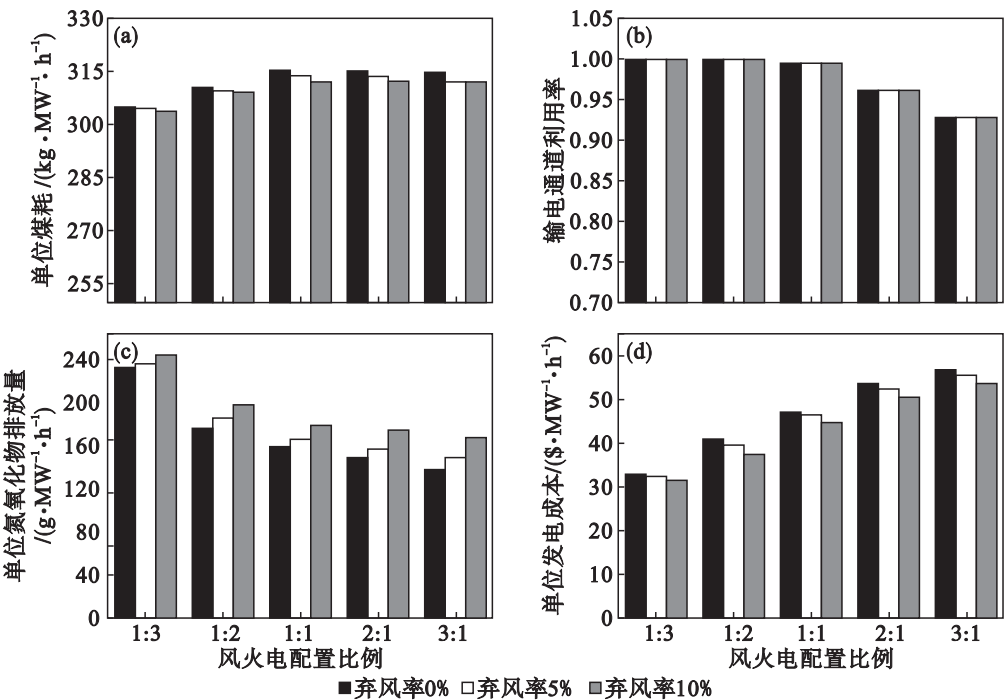 (a)
单位煤耗/(kg·MW⁻¹·h⁻¹)
330
315
300
285
270
255
(b)
输电通道利用率
1.05
1.00
0.95
0.90
0.85
0.80
0.75
0.70
(c)
单位氮氧化物排放量
/(g·MW⁻¹·h⁻¹)
240
200
160
120
80
40
0
1:3 1:2 1:1 2:1 3:1
风火电配置比例
(d)
单位发电成本/($·MW⁻¹·h⁻¹)
60
50
40
30
20
10
0
1:3 1:2 1:1 2:1 3:1
风火电配置比例
弃风率0% 弃风率5% 弃风率10%